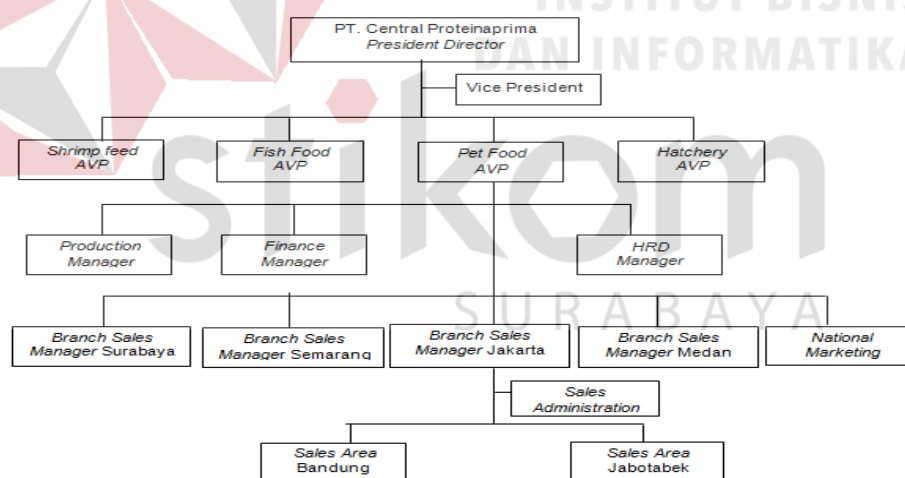 INSTITUT BISNIS
DAN INFORMATIKA
stikom
SURABAYA
PT. Central Proteinaprima
President Director
Vice President
Shrimp feed
AVP
Fish Food
AVP
Pet Food
AVP
Hatchery
AVP
Production
Manager
Finance
Manager
HRD
Manager
Branch Sales
Manager Surabaya
Branch Sales
Manager Semarang
Branch Sales
Manager Jakarta
Branch Sales
Manager Medan
National
Marketing
Sales
Administration
Sales Area
Bandung
Sales Area
Jabotabek